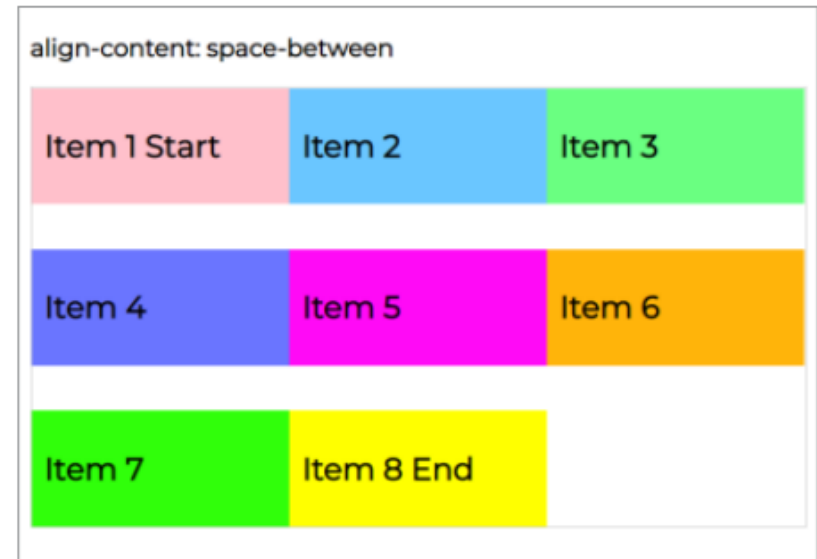 align-content: space-between
Item 1 Start
Item 2
Item 3
Item 4
Item 5
Item 6
Item 7
Item 8 End